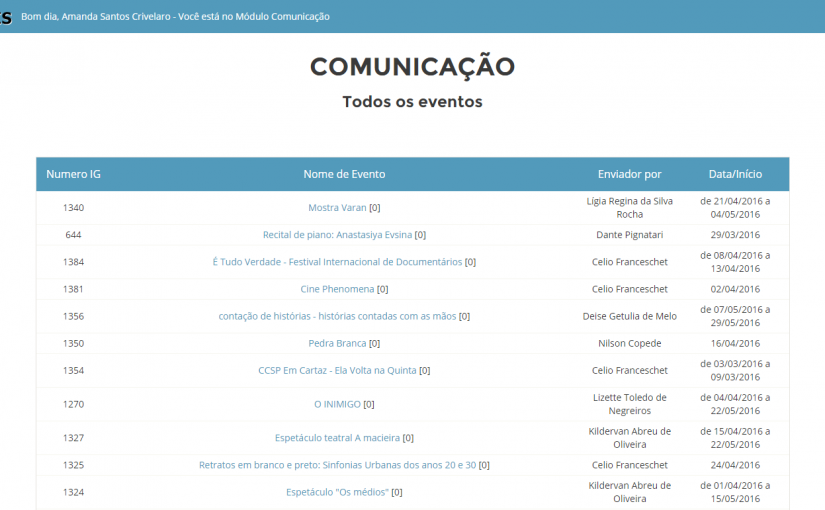 Bom dia, Amanda Santos Crivelaro - Você está no Módulo Comunicação
COMUNICAÇÃO
Todos os eventos
Numero IG Nome de Evento Enviador por Data/Início
1340 Mostra Varan [0] Lígia Regina da Silva Rocha de 21/04/2016 a 04/05/2016
644 Recital de piano: Anastasiya Evsina [0] Dante Pignatari 29/03/2016
1384 É Tudo Verdade - Festival Internacional de Documentários [0] Celio Franceschet de 08/04/2016 a 13/04/2016
1381 Cine Phenomena [0] Celio Franceschet 02/04/2016
1356 contação de histórias - histórias contadas com as mãos [0] Deise Getulia de Melo de 07/05/2016 a 29/05/2016
1350 Pedra Branca [0] Nilson Copede 16/04/2016
1354 CCSP Em Cartaz - Ela Volta na Quinta [0] Celio Franceschet de 03/03/2016 a 09/03/2016
1270 O INIMIGO [0] Lizette Toledo de Negreiros de 04/04/2016 a 22/05/2016
1327 Espetáculo teatral A macieira [0] Kildervan Abreu de Oliveira de 15/04/2016 a 22/05/2016
1325 Retratos em branco e preto: Sinfonias Urbanas dos anos 20 e 30 [0] Celio Franceschet 24/04/2016
1324 Espetáculo "Os médios" [0] Kildervan Abreu de Oliveira de 01/04/2016 a 15/05/2016